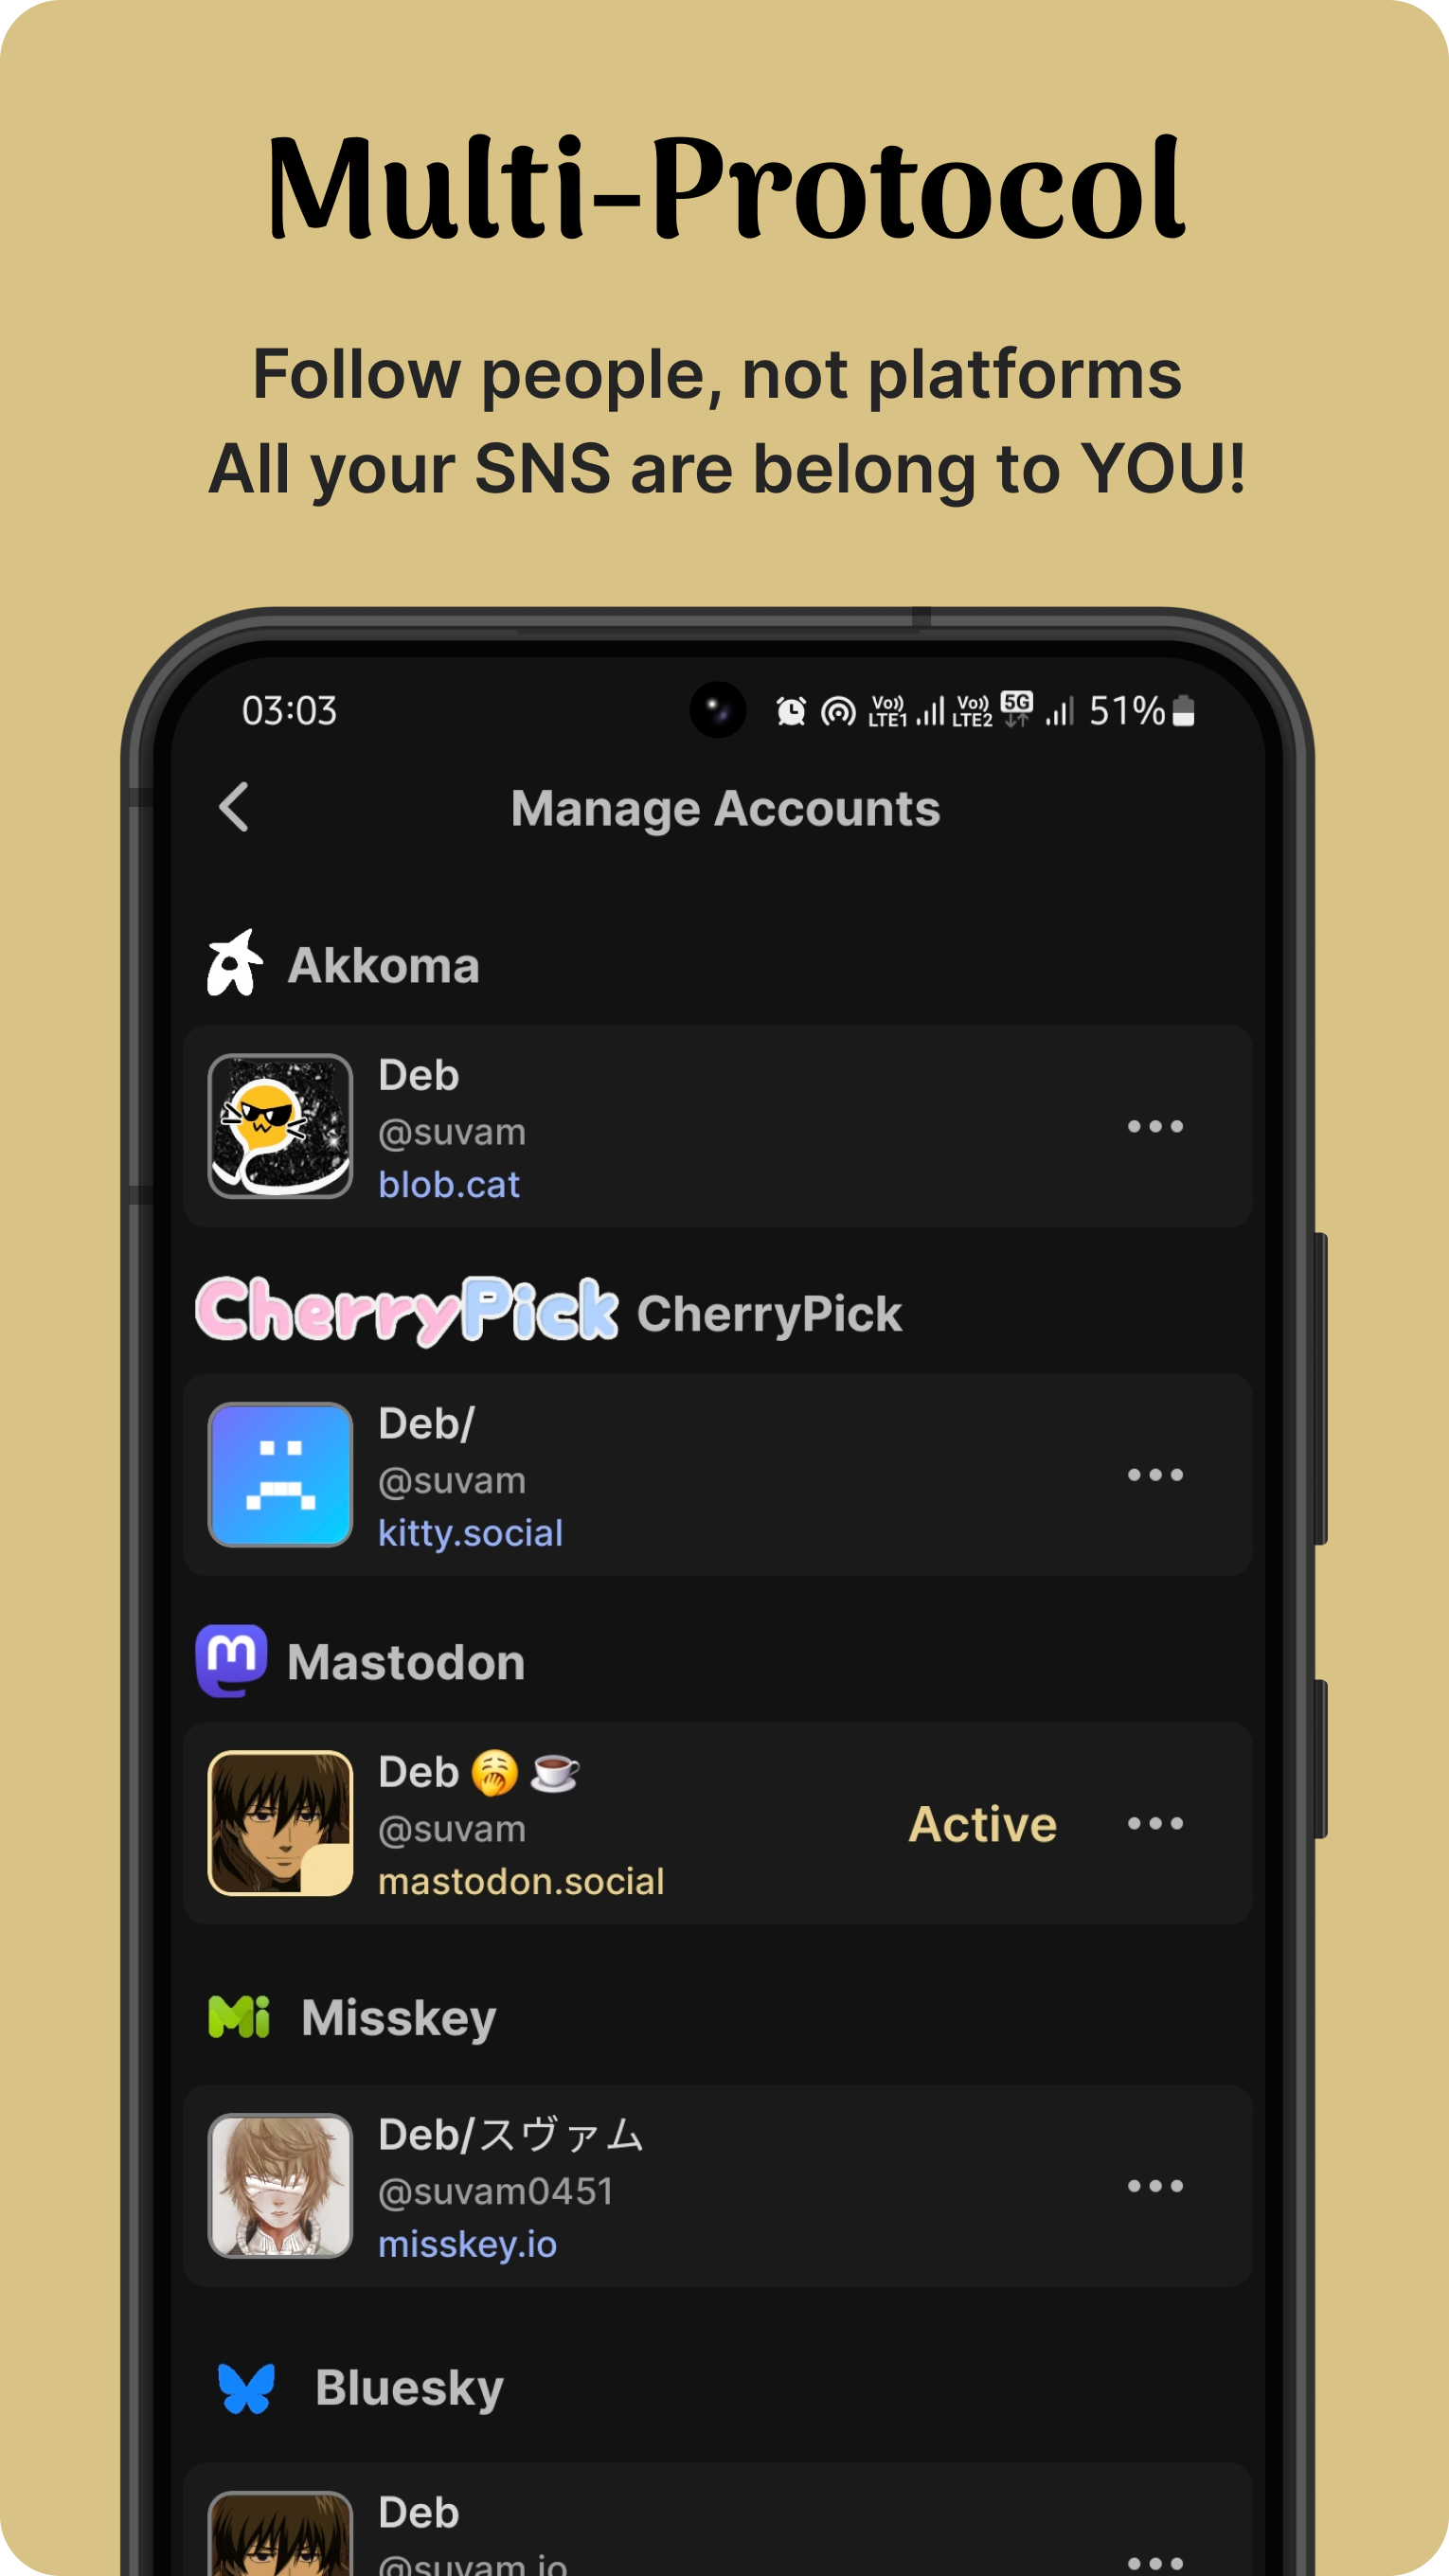 Multi-Protocol
Follow people, not platforms
All your SNS are belong to YOU!
03:03 Vo)) LTE1 Vo)) LTE2 5G 51%
Manage Accounts
Akkoma
Deb
@suvam
blob.cat
CherryPick CherryPick
Deb/
@suvam
kitty.social
m Mastodon
Deb 🥱 ☕
@suvam
mastodon.social
Active
Mi Misskey
Deb/スヴァム
@suvam0451
misskey.io
Bluesky
Deb
@suvam.io